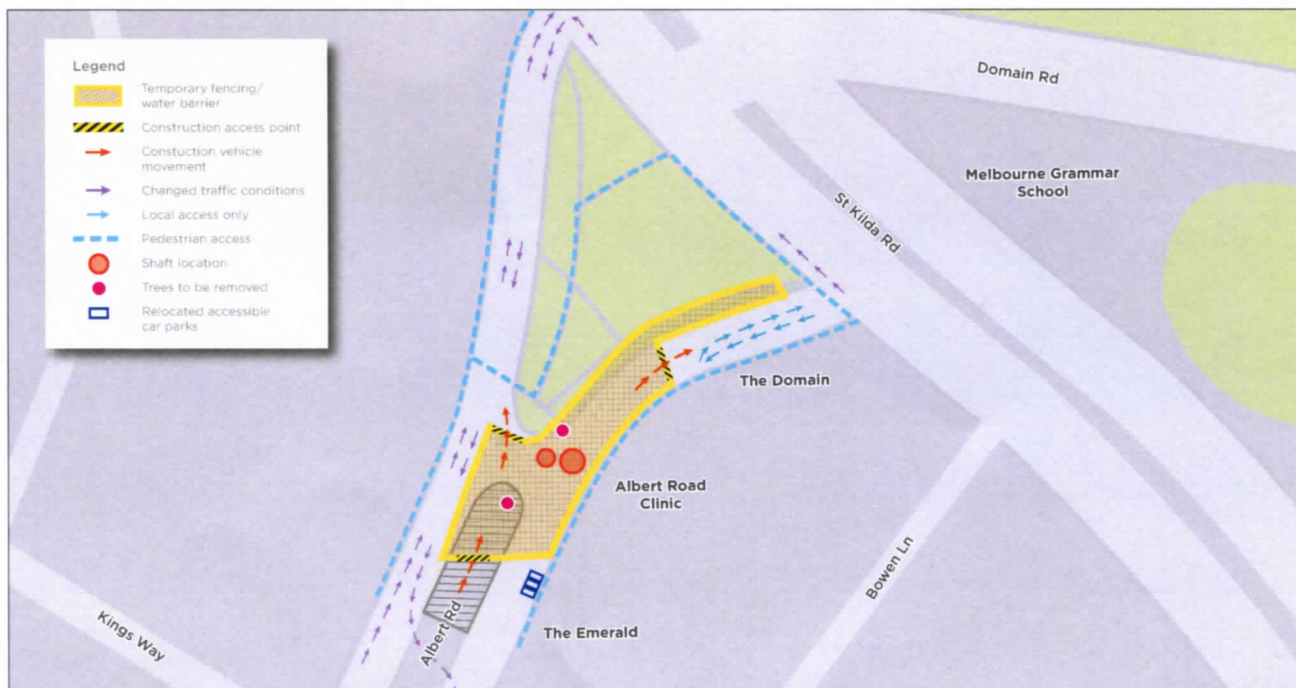 Legend
Temporary fencing/
water barrier
Construction access point
Constuction vehicle
movement
Changed traffic conditions
Local access only
Pedestrian access
Shaft location
Trees to be removed
Relocated accessible
car parks
Domain Rd
Melbourne Grammar
School
St Kilda Rd
The Domain
Albert Road
Clinic
Bowen Ln
Albert Rd
The Emerald
Kings Way